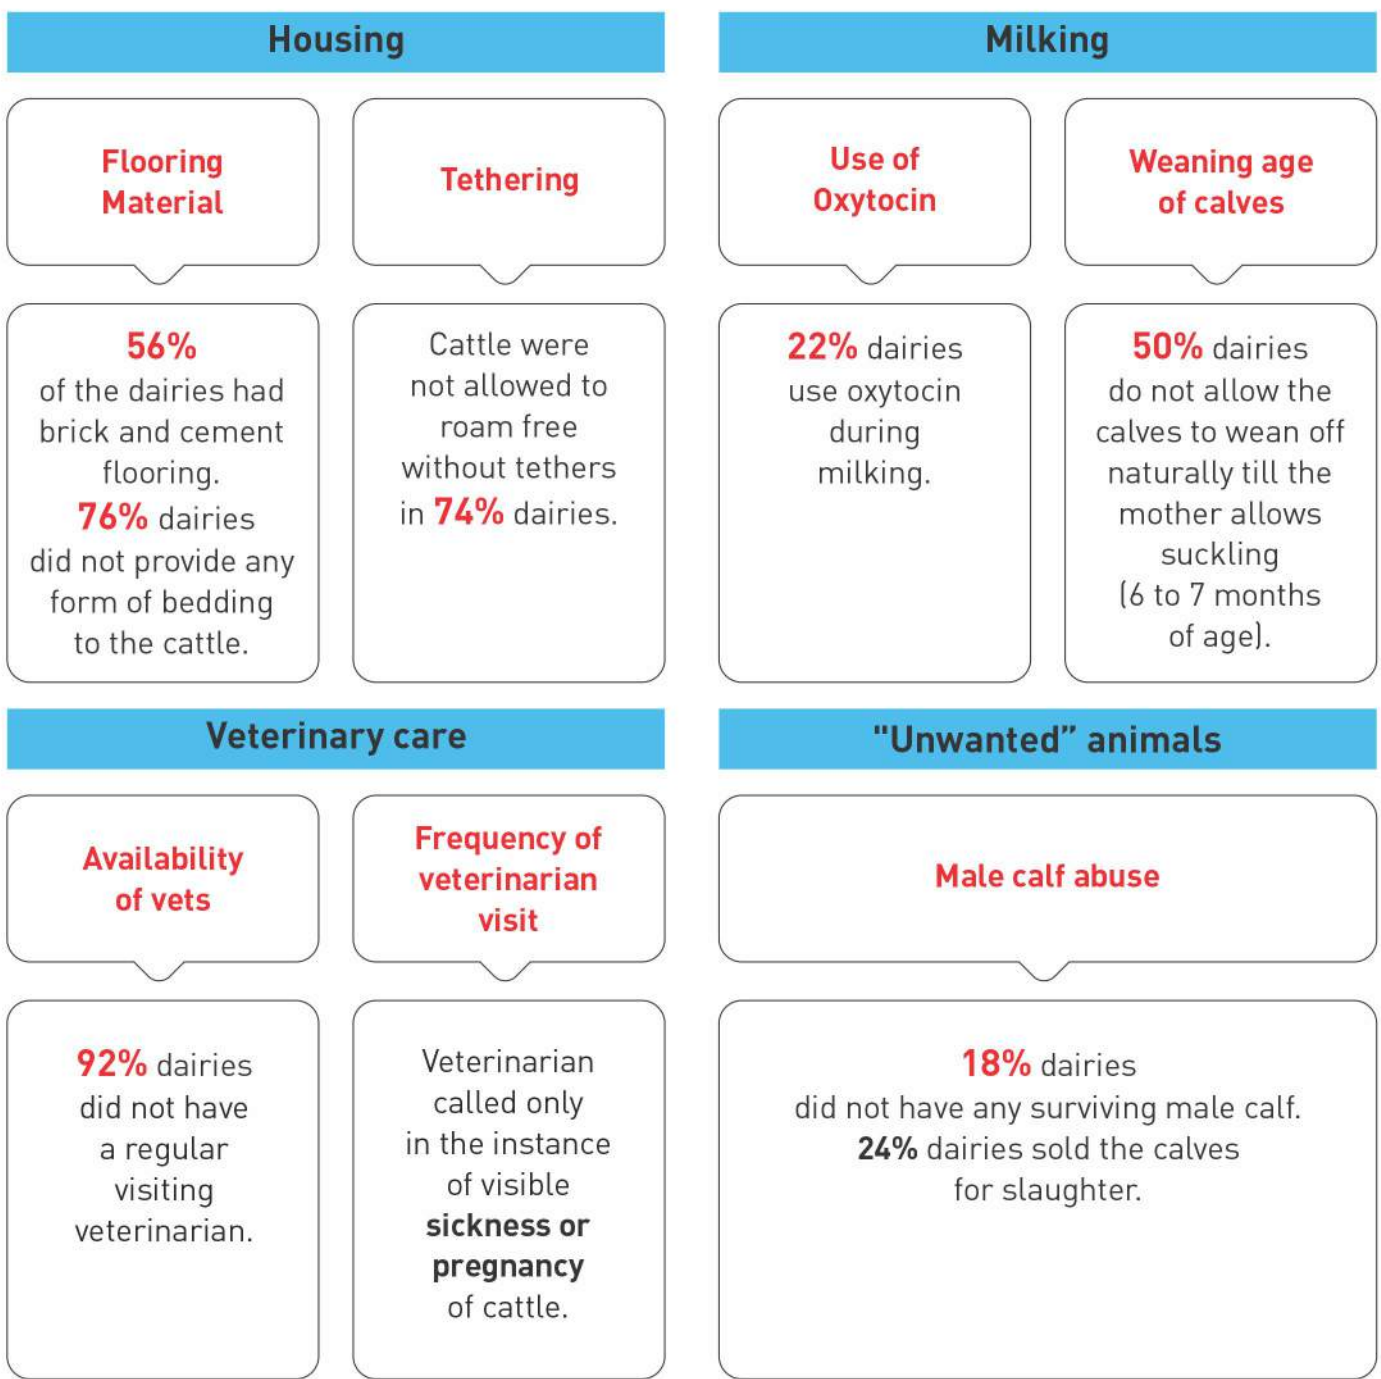 Housing
Flooring
Material
56%
of the dairies had
brick and cement
flooring.
76% dairies
did not provide any
form of bedding
to the cattle.
Tethering
Cattle were
not allowed to
roam free
without tethers
in 74% dairies.
Milking
Use of
Oxytocin
22% dairies
use oxytocin
during
milking.
Weaning age
of calves
50% dairies
do not allow the
calves to wean off
naturally till the
mother allows
suckling
(6 to 7 months
of age).
Veterinary care
Availability
of vets
92% dairies
did not have
a regular
visiting
veterinarian.
Frequency of
veterinarian
visit
Veterinarian
called only
in the instance
of visible
sickness or
pregnancy
of cattle.
"Unwanted” animals
Male calf abuse
18% dairies
did not have any surviving male calf.
24% dairies sold the calves
for slaughter.